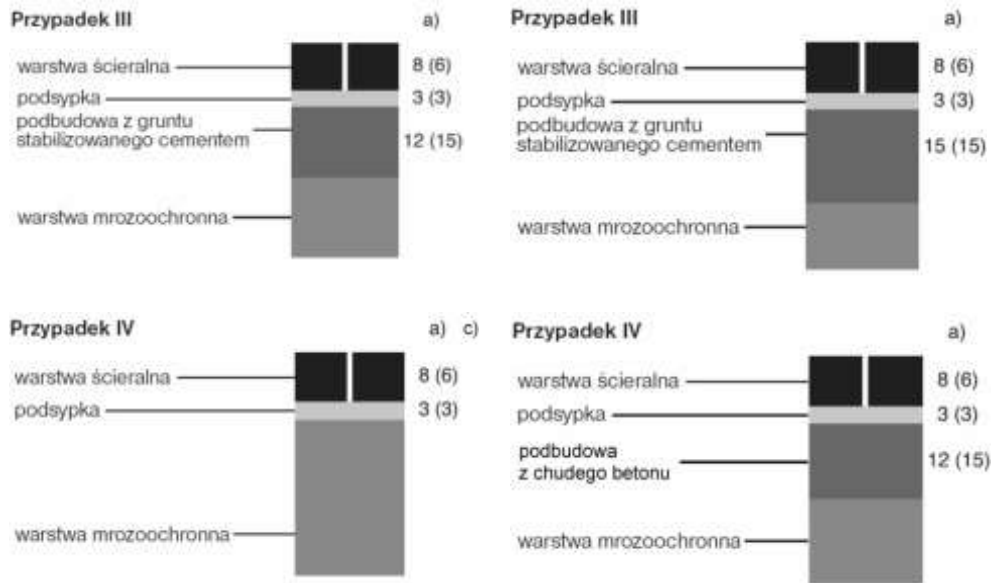 Przypadek III a)
warstwa ścieralna 8 (6)
podsypka 3 (3)
podbudowa z gruntu
stabilizowanego cementem 12 (15)
warstwa mrozoochronna
Przypadek III a)
warstwa ścieralna 8 (6)
podsypka 3 (3)
podbudowa z gruntu
stabilizowanego cementem 15 (15)
warstwa mrozoochronna
Przypadek IV a) c)
warstwa ścieralna 8 (6)
podsypka 3 (3)
warstwa mrozoochronna
Przypadek IV a)
warstwa ścieralna 8 (6)
podsypka 3 (3)
podbudowa
z chudego betonu 12 (15)
warstwa mrozoochronna